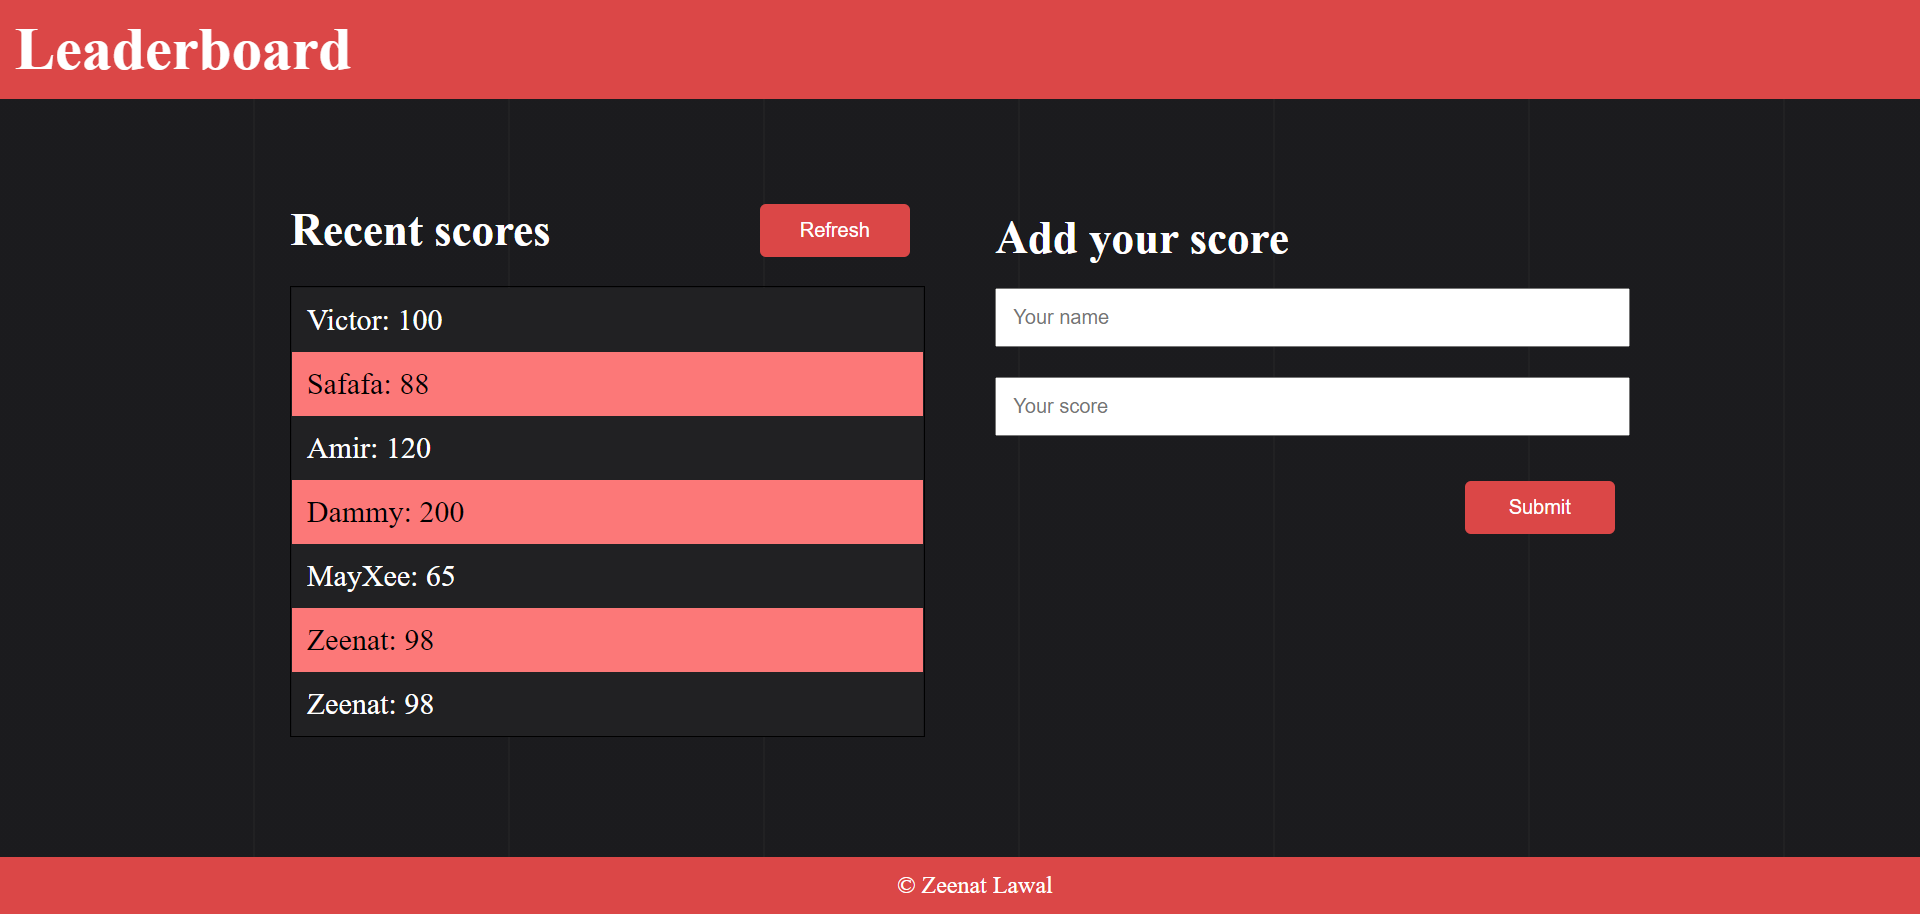 Leaderboard
Recent scores
Refresh
Victor: 100
Safafa: 88
Amir: 120
Dammy: 200
MayXee: 65
Zeenat: 98
Zeenat: 98
Add your score
Your name
Your score
Submit
© Zeenat Lawal